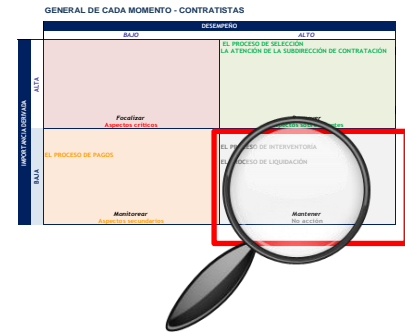 GENERAL DE CADA MOMENTO - CONTRATISTAS
DESEMPEÑO
BAJO
ALTO
IMPORTANCIA DERIVADA
ALTA
EL PROCESO DE SELECCIÓN
LA ATENCIÓN DE LA SUBDIRECCIÓN DE CONTRATACIÓN
Focalizar
Aspectos críticos
BAJA
EL PROCESO DE PAGOS
EL PROCESO DE INTERVENTORÍA
EL PROCESO DE LIQUIDACIÓN
Monitorear
Aspectos secundarios
Mantener
No acción